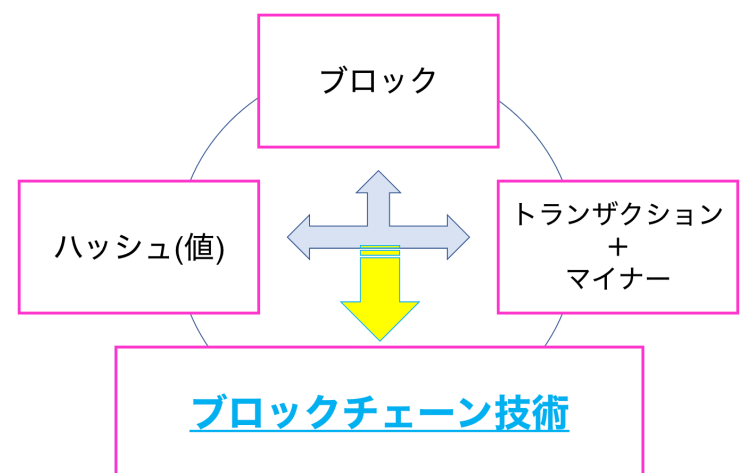 ブロック
ハッシュ(値)
トランザクション
+
マイナー
ブロックチェーン技術